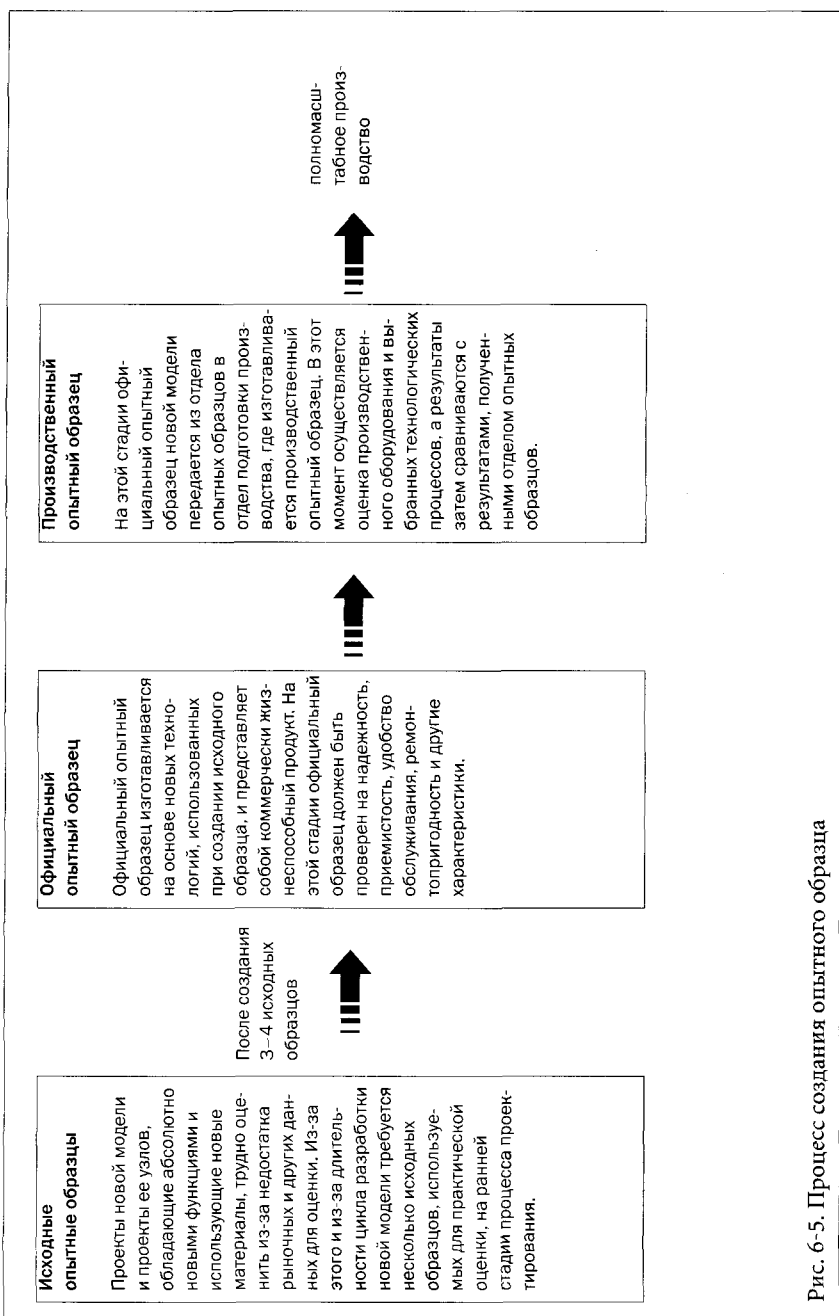 Исходные
опытные образцы
Проекты новой модели
и проекты ее узлов,
обладающие абсолютно
новыми функциями и
использующие новые
материалы, трудно оце-
нить из-за недостатка
рыночных и других дан-
ных для оценки. Из-за
этого и из-за длитель-
ности цикла разработки
новой модели требуется
несколько исходных
образцов, используе-
мых для практической
оценки, на ранней
стадии процесса проек-
тирования.
После создания
3–4 исходных
образцов
Официальный
опытный образец
Официальный опытный
образец изготавливается
на основе новых техно-
логий, использованных
при создании исходного
образца, и представляет
собой коммерчески жиз-
неспособный продукт. На
этой стадии официальный
образец должен быть
проверен на надежность,
приемистость, удобство
обслуживания, ремон-
топригодность и другие
характеристики.
Производственный
опытный образец
На этой стадии офи-
циальный опытный
образец новой модели
передается из отдела
опытных образцов в
отдел подготовки произ-
водства, где изготавлива-
ется производственный
опытный образец. В этот
момент осуществляется
оценка производствен-
ного оборудования и вы-
бранных технологических
процессов, а результаты
затем сравниваются с
результатами, получен-
ными отделом опытных
образцов.
полномасш-
табное произ-
водство
Рис. 6-5. Процесс создания опытного образца